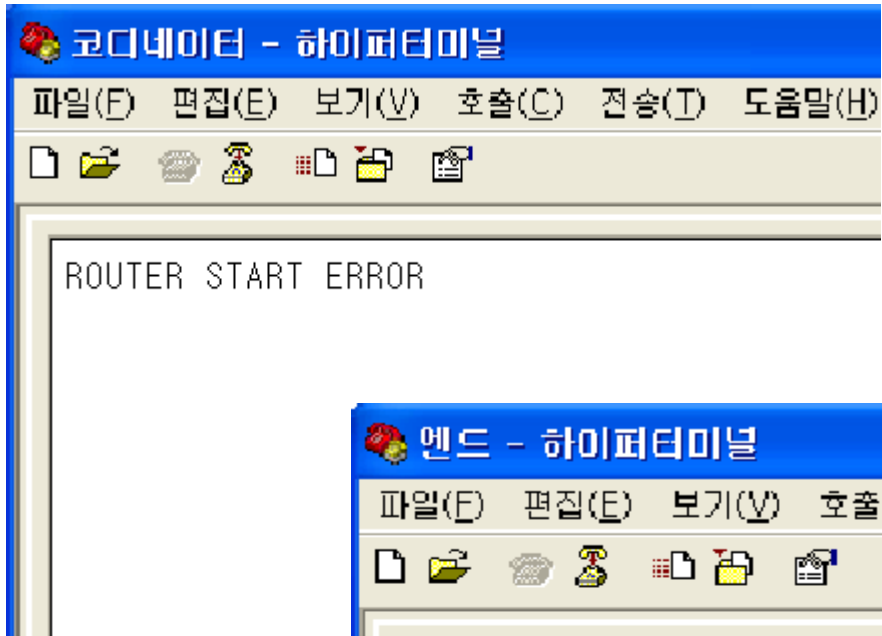 코디네이터 - 하이퍼터미널
파일(F) 편집(E) 보기(V) 호출(C) 전송(T) 도움말(H)
ROUTER START ERROR
엔드 - 하이퍼터미널
파일(F) 편집(E) 보기(V) 호출